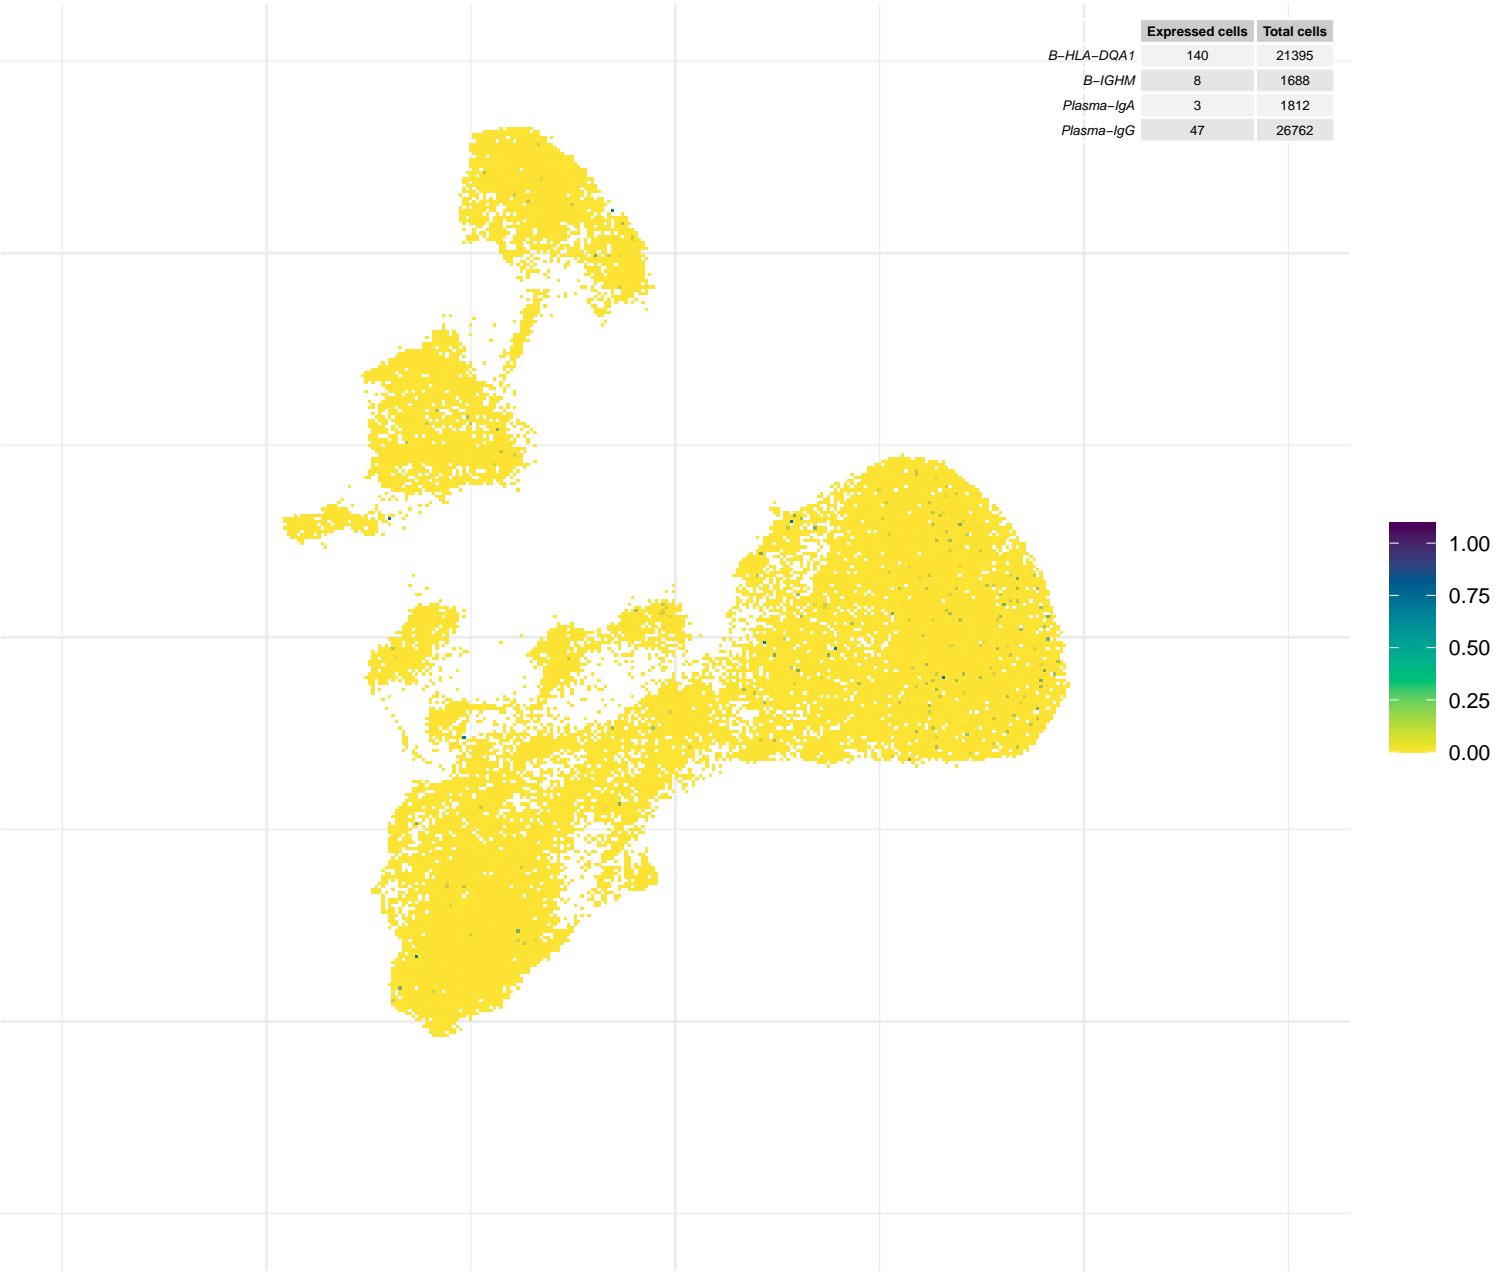 Expressed cells Total cells
B−HLA−DQA1 140 21395
B−IGHM 8 1688
Plasma−IgA 3 1812
Plasma−IgG 47 26762
1.00
0.75
0.50
0.25
0.00